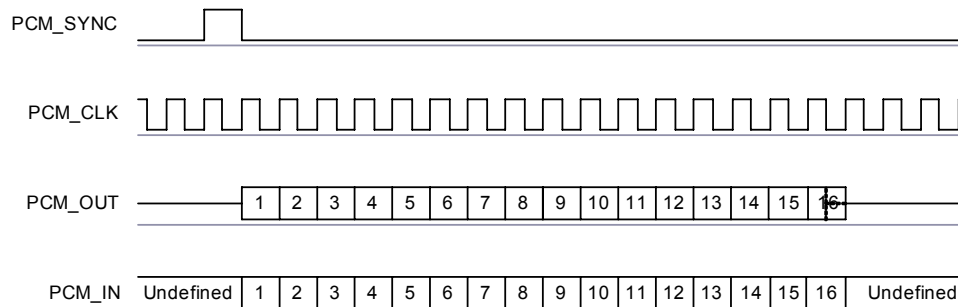 PCM_SYNC
PCM_CLK
PCM_OUT 1 2 3 4 5 6 7 8 9 10 11 12 13 14 15 16
PCM_IN Undefined 1 2 3 4 5 6 7 8 9 10 11 12 13 14 15 16 Undefined